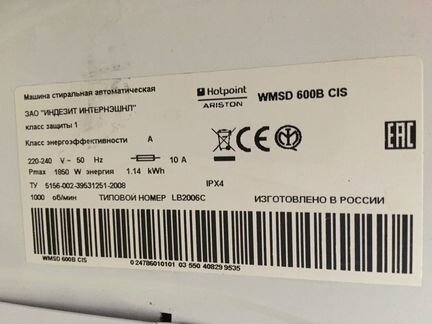 Машина стиральная автоматическая
Hotpoint
ARISTON
WMSD 600B CIS
ЗАО "ИНДЕЗИТ ИНТЕРНЭШНЛ"
класс защиты 1
Класс энергоэффективности A
220-240 V ~ 50 Hz 10 A
Pmax 1850 W энергия 1.14 kWh
ТУ 5156-002-39531251-2008 IPX4
1000 об/мин ТИПОВОЙ НОМЕР LB2006C ИЗГОТОВЛЕНО В РОССИИ
CE
EAC
WMSD 600B CIS 0 24786010101 03 550 40829 9535